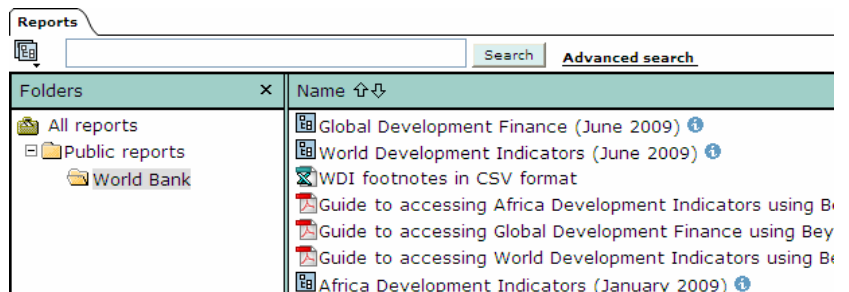 Reports
Search Advanced search
Folders
All reports
Public reports
World Bank
Name
Global Development Finance (June 2009)
World Development Indicators (June 2009)
WDI footnotes in CSV format
Guide to accessing Africa Development Indicators using
Guide to accessing Global Development Finance using Bey
Guide to accessing World Development Indicators using
Africa Development Indicators (January 2009)